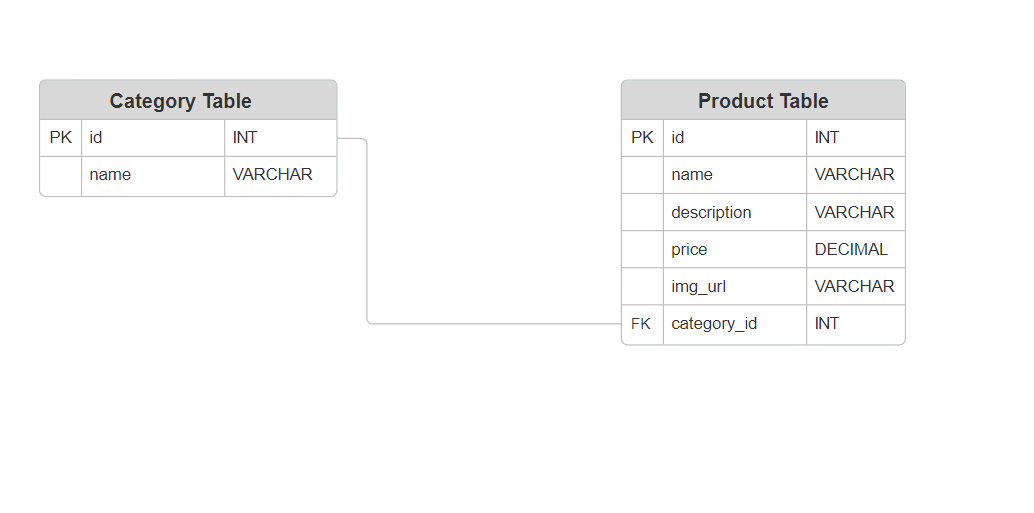 Category Table
PK id INT
name VARCHAR
Product Table
PK id INT
name VARCHAR
description VARCHAR
price DECIMAL
img_url VARCHAR
FK category_id INT